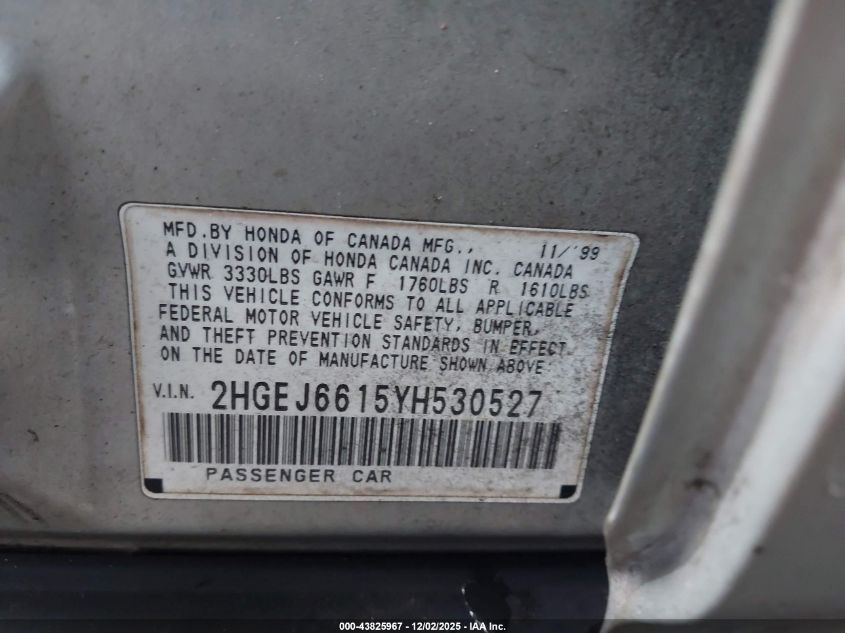 MFD.BY HONDA OF CANADA MFG., 11/'99
A DIVISION OF HONDA CANADA INC. CANADA
GVWR 3330LBS GAWR F 1760LBS R 1610LBS
THIS VEHICLE CONFORMS TO ALL APPLICABLE
FEDERAL MOTOR VEHICLE SAFETY, BUMPER,
AND THEFT PREVENTION STANDARDS IN EFFECT
ON THE DATE OF MANUFACTURE SHOWN ABOVE.
V.I.N. 2HGEJ6615YH530527
PASSENGER CAR
000-43825967 - 12/02/2025 - IAA Inc.